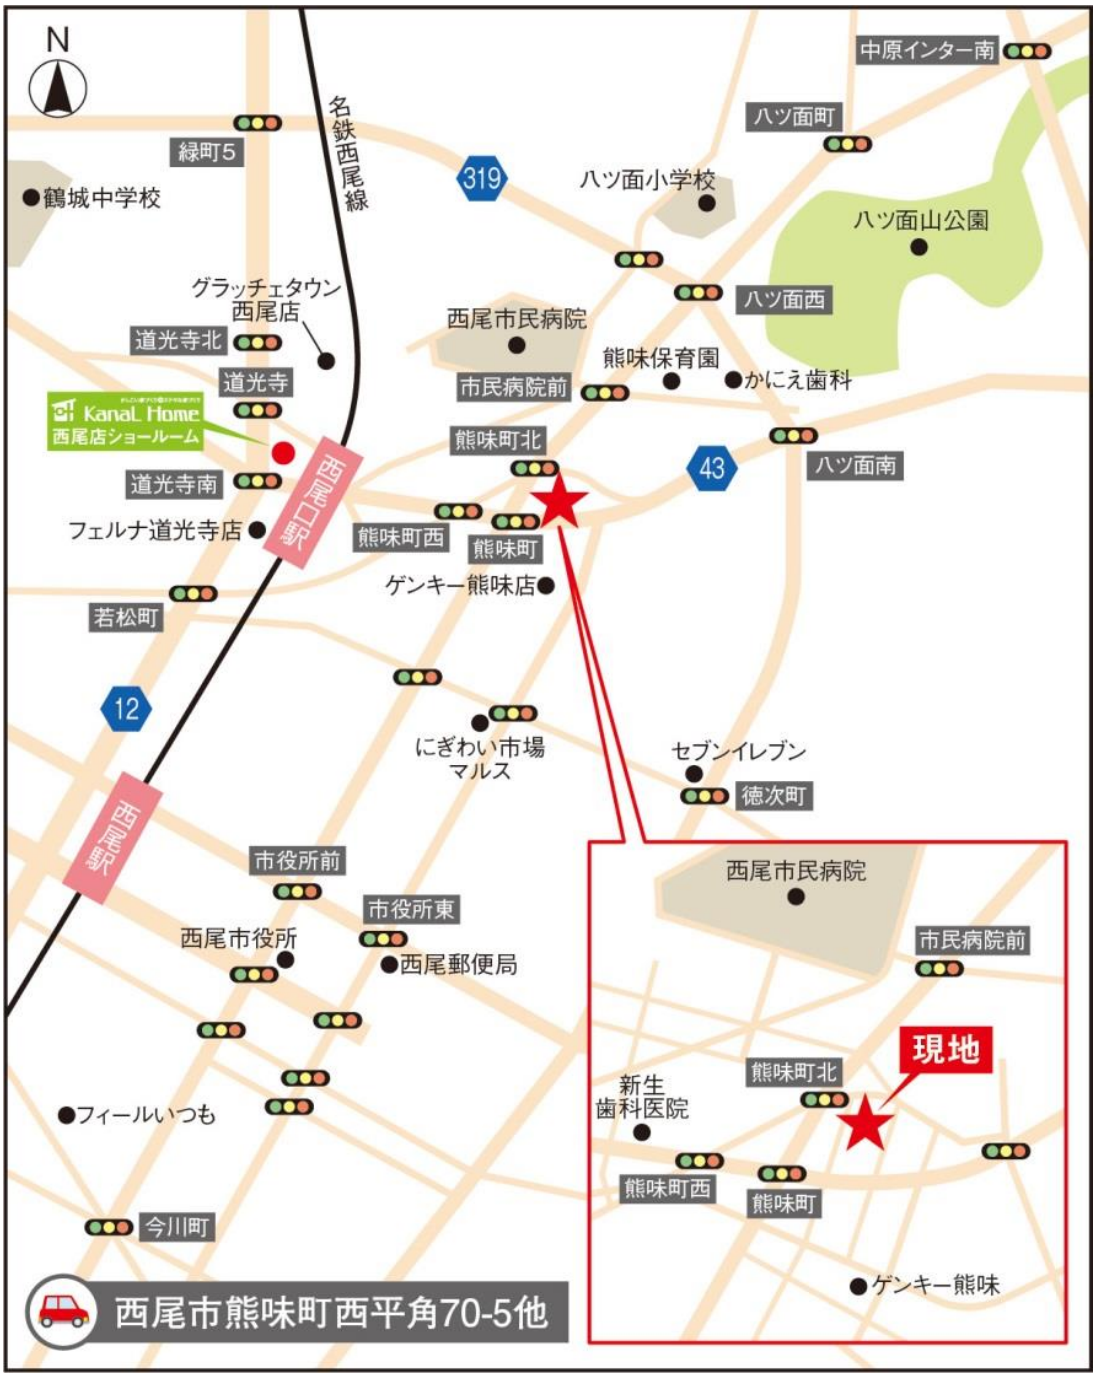 N
中原インター南
緑町5
名鉄西尾線
八ツ面町
319
八ツ面小学校
鶴城中学校
八ツ面山公園
グラッチェタウン
西尾店
八ツ面西
西尾市民病院
道光寺北
熊味保育園
かにえ歯科
道光寺
市民病院前
KanaL Home
西尾店ショールーム
熊味町北
43
八ツ面南
西尾口駅
道光寺南
フェルナ道光寺店
熊味町西
熊味町
ゲンキー熊味店
若松町
12
にぎわい市場
マルス
セブンイレブン
徳次町
西尾駅
市役所前
市役所東
西尾市役所
西尾郵便局
フィールいつも
今川町
西尾市民病院
市民病院前
現地
熊味町北
新生
歯科医院
熊味町西
熊味町
ゲンキー熊味
西尾市熊味町西平角70-5他